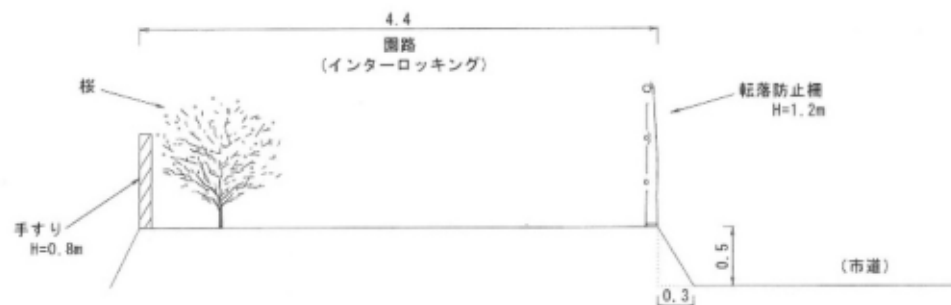 4.4
園路
(インターロッキング)
桜
転落防止柵
H=1.2m
手すり
H=0.8m
0.5
(市道)
0.3